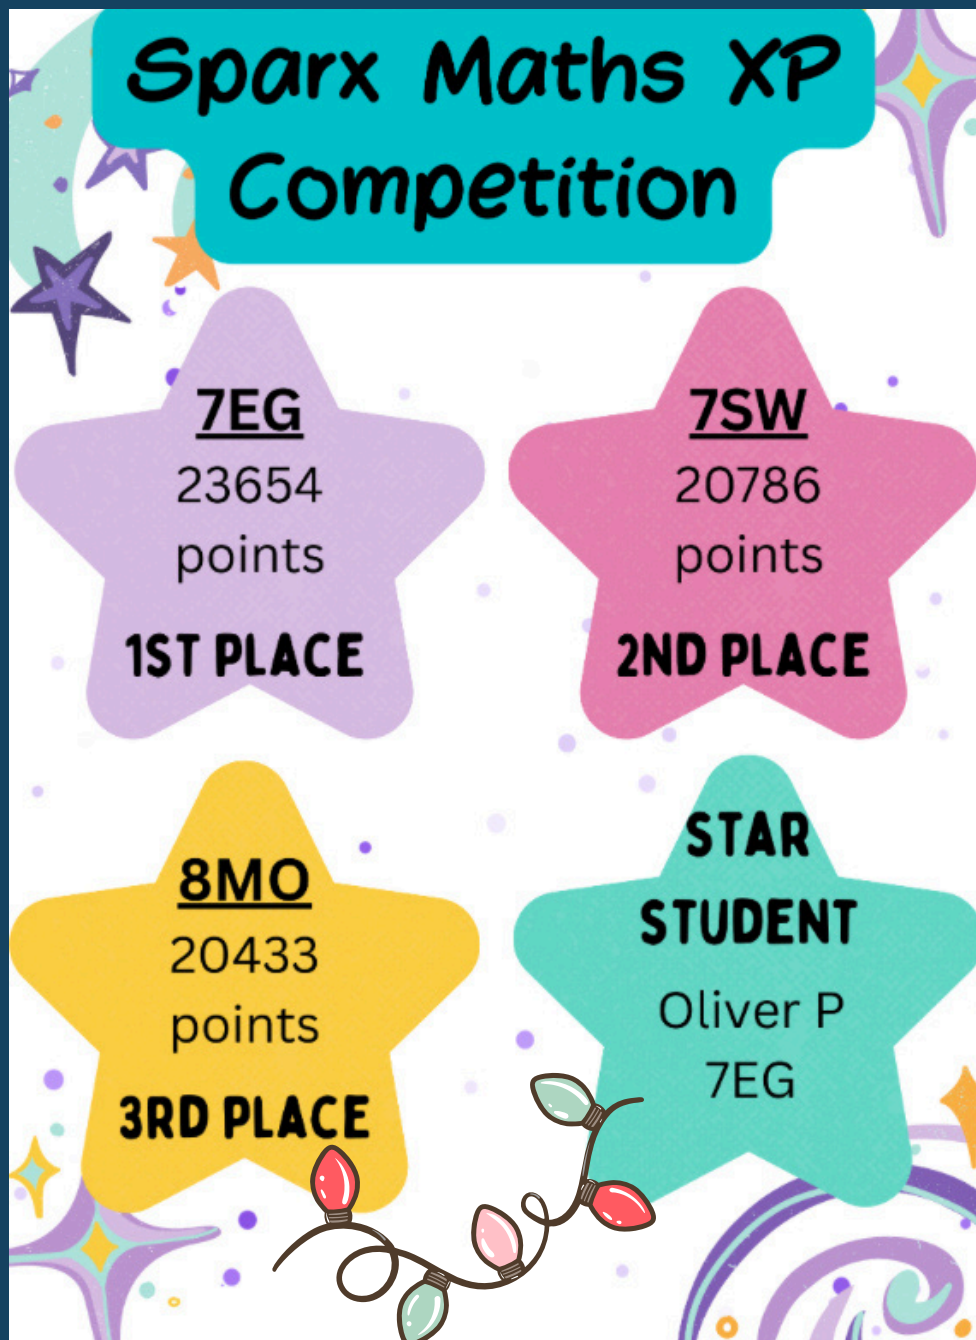 Sparx Maths XP
Competition
7EG
23654
points
1ST PLACE
7SW
20786
points
2ND PLACE
8MO
20433
points
3RD PLACE
STAR
STUDENT
Oliver P
7EG